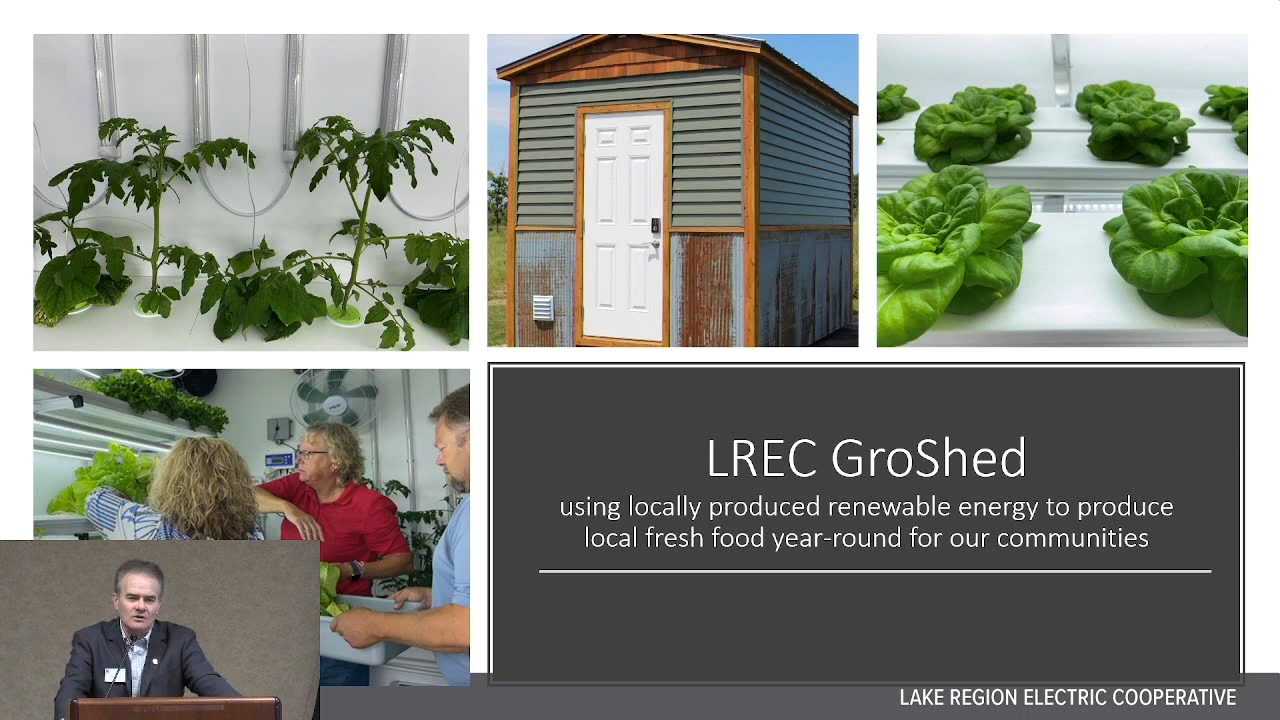 LREC GroShed
using locally produced renewable energy to produce
local fresh food year-round for our communities
LAKE REGION ELECTRIC COOPERATIVE